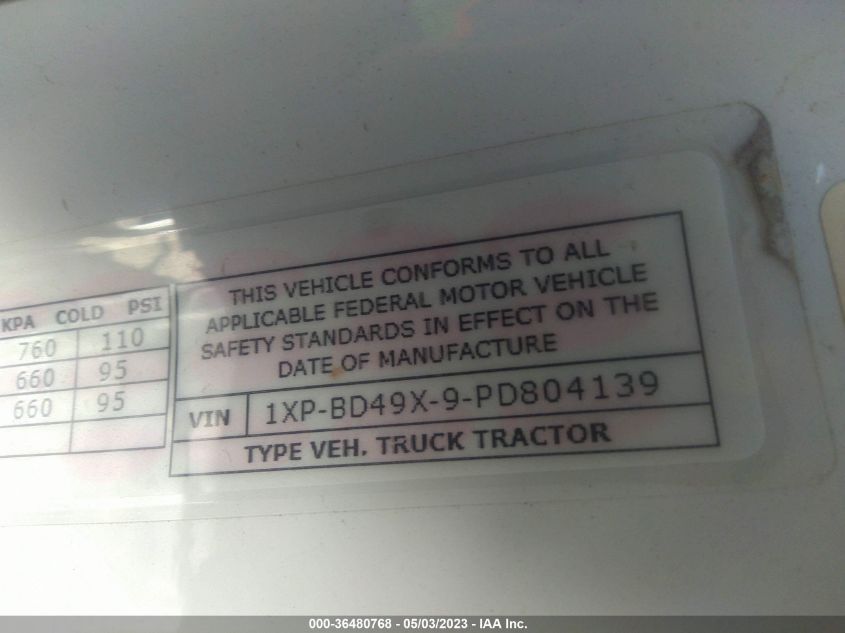 KPA COLD PSI
760 110
660 95
660 95
THIS VEHICLE CONFORMS TO ALL
APPLICABLE FEDERAL MOTOR VEHICLE
SAFETY STANDARDS IN EFFECT ON THE
DATE OF MANUFACTURE
VIN 1XP-BD49X-9-PD804139
TYPE VEH. TRUCK TRACTOR
000-36480768 - 05/03/2023 - IAA Inc.